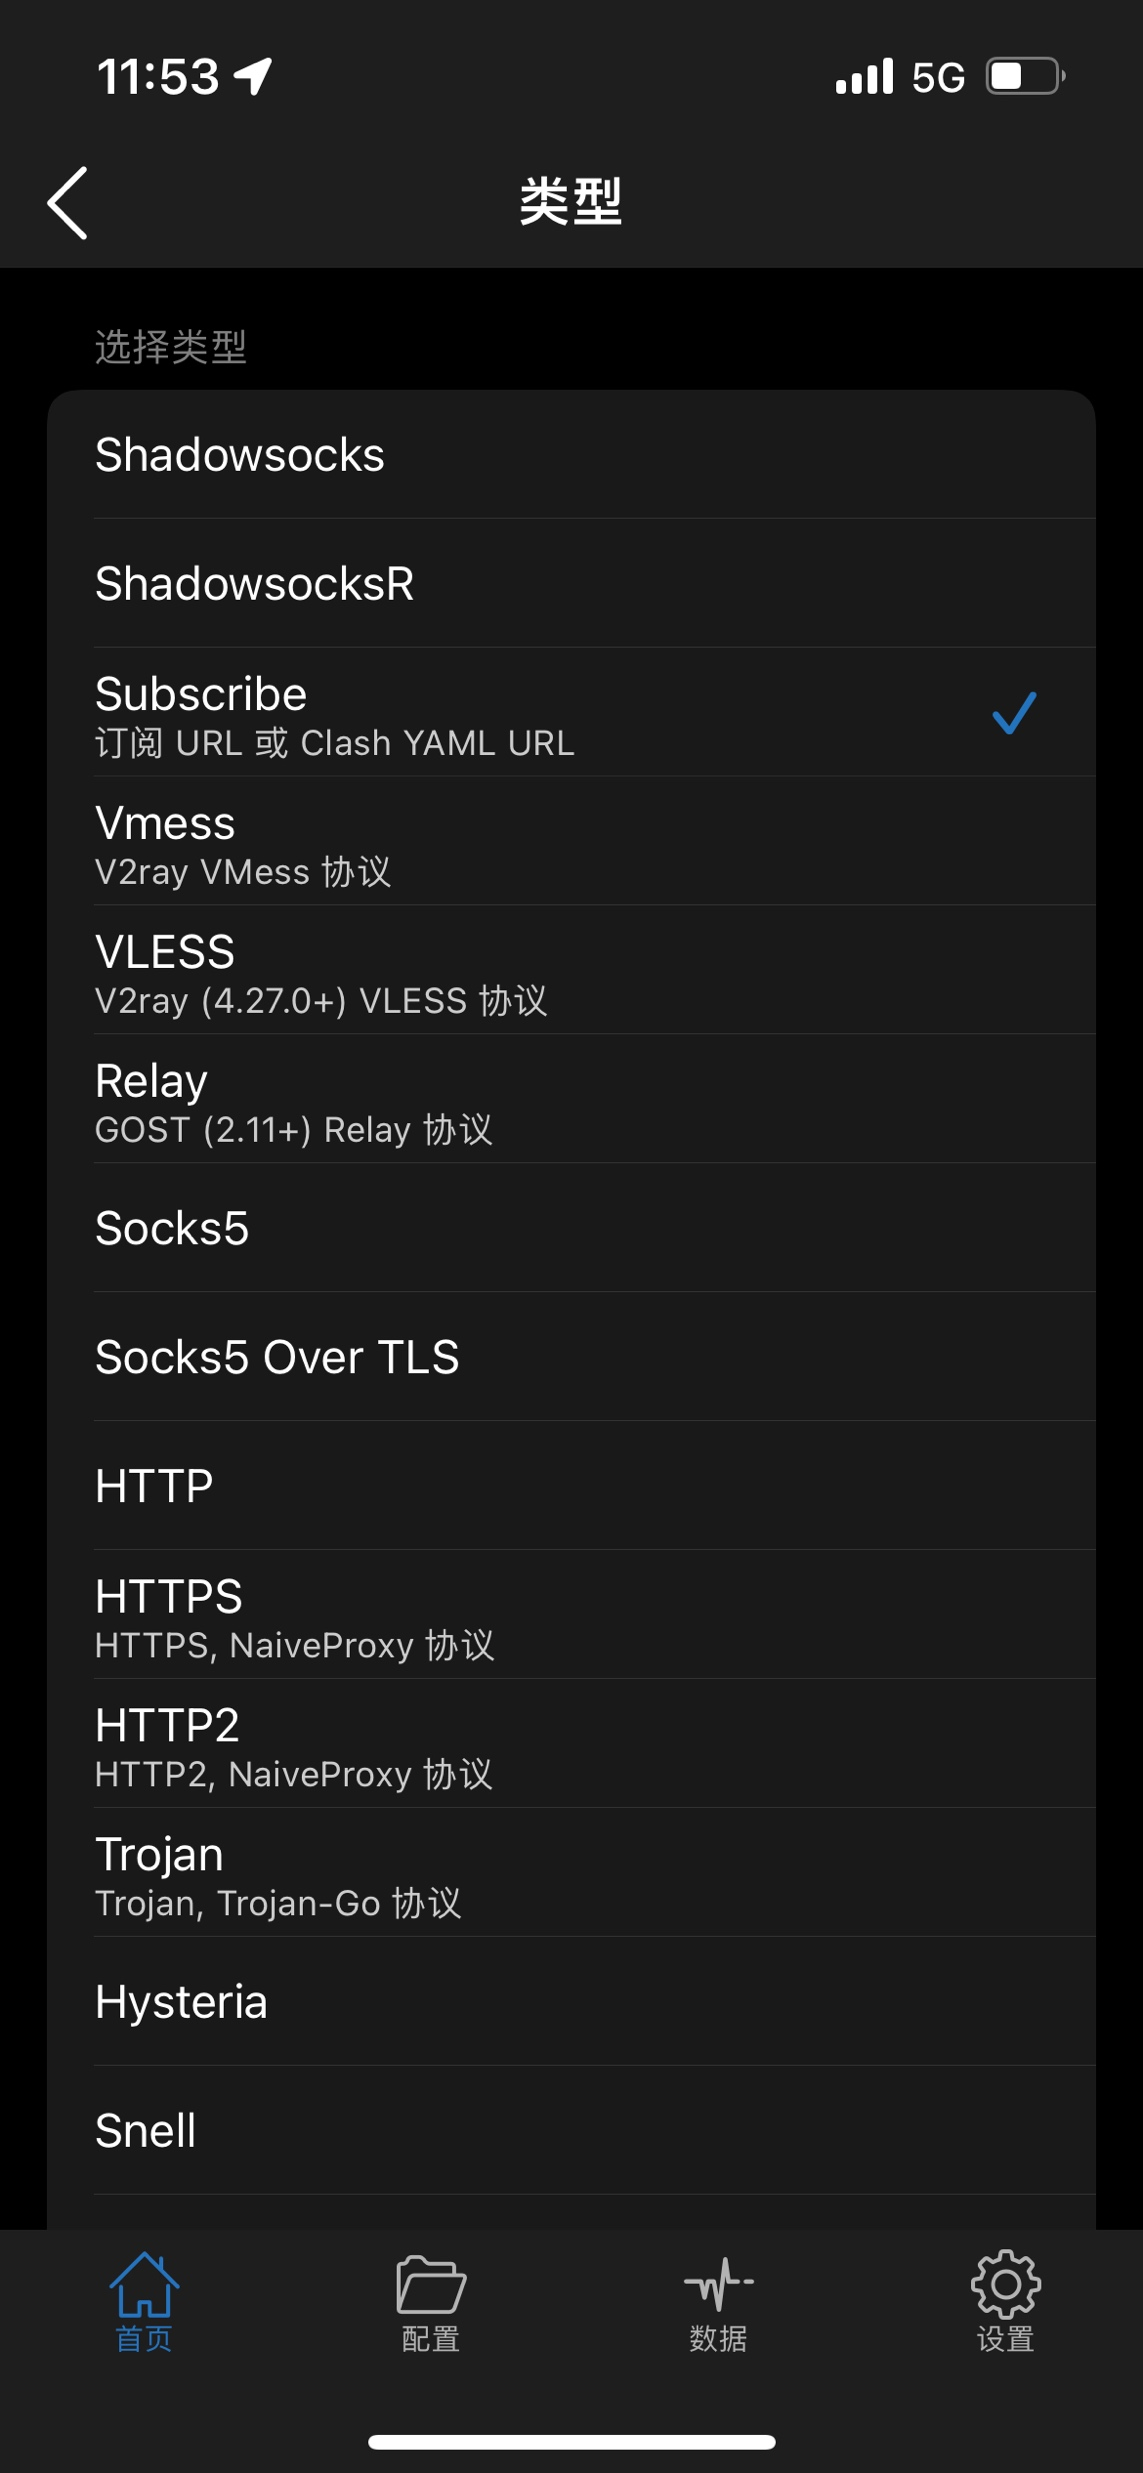 11:53
5G
类型
选择类型
Shadowsocks
ShadowsocksR
Subscribe
订阅 URL 或 Clash YAML URL
Vmess
V2ray VMess 协议
VLESS
V2ray (4.27.0+) VLESS 协议
Relay
GOST (2.11+) Relay 协议
Socks5
Socks5 Over TLS
HTTP
HTTPS
HTTPS, NaiveProxy 协议
HTTP2
HTTP2, NaiveProxy 协议
Trojan
Trojan, Trojan-Go 协议
Hysteria
Snell
首页
配置
数据
设置